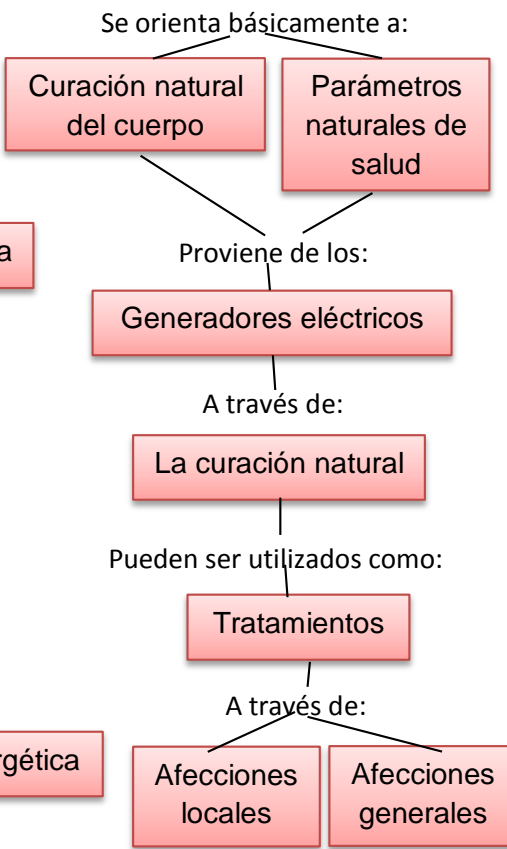 Se orienta básicamente a:
Curación natural
del cuerpo
Parámetros
naturales de
salud
Proviene de los:
Generadores eléctricos
A través de:
La curación natural
Pueden ser utilizados como:
Tratamientos
A través de:
Afecciones
locales
Afecciones
generales